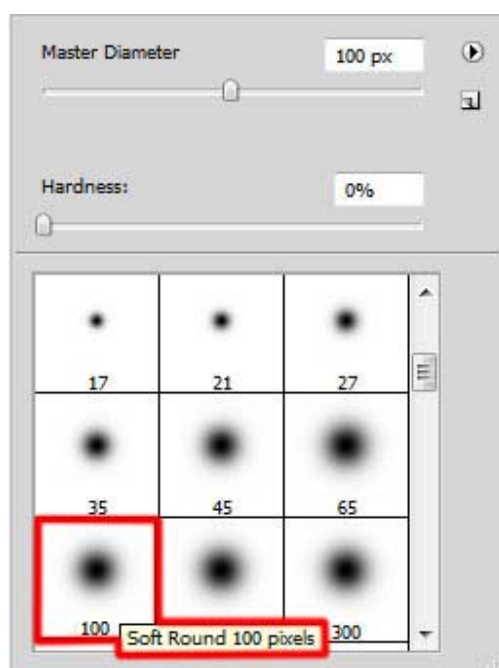 Master Diameter 100 px
Hardness: 0%
17 21 27
35 45 65
100 300
Soft Round 100 pixels